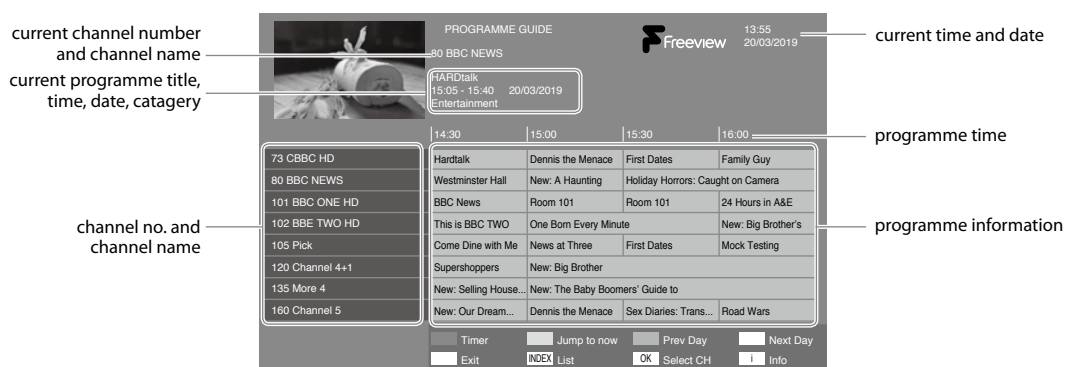 current channel number
and channel name
current programme title,
time, date, catagery
channel no. and
channel name
PROGRAMME GUIDE
80 BBC NEWS
HARDtalk
15:05 - 15:40 20/03/2019
Entertainment
Freeview
13:55
20/03/2019
current time and date
14:30 15:00 15:30 16:00
programme time
73 CBBC HD Hardtalk Dennis the Menace First Dates Family Guy
80 BBC NEWS Westminster Hall New: A Haunting Holiday Horrors: Caught on Camera
101 BBC ONE HD BBC News Room 101 Room 101 24 Hours in A&E
102 BBE TWO HD This is BBC TWO One Born Every Minute New: Big Brother's
105 Pick Come Dine with Me News at Three First Dates Mock Testing
120 Channel 4+1 Supershoppers New: Big Brother
135 More 4 New: Selling House... New: The Baby Boomers' Guide to
160 Channel 5 New: Our Dream... Dennis the Menace Sex Diaries: Trans... Road Wars
programme information
Timer Jump to now Prev Day Next Day
Exit INDEX List OK Select CH i Info